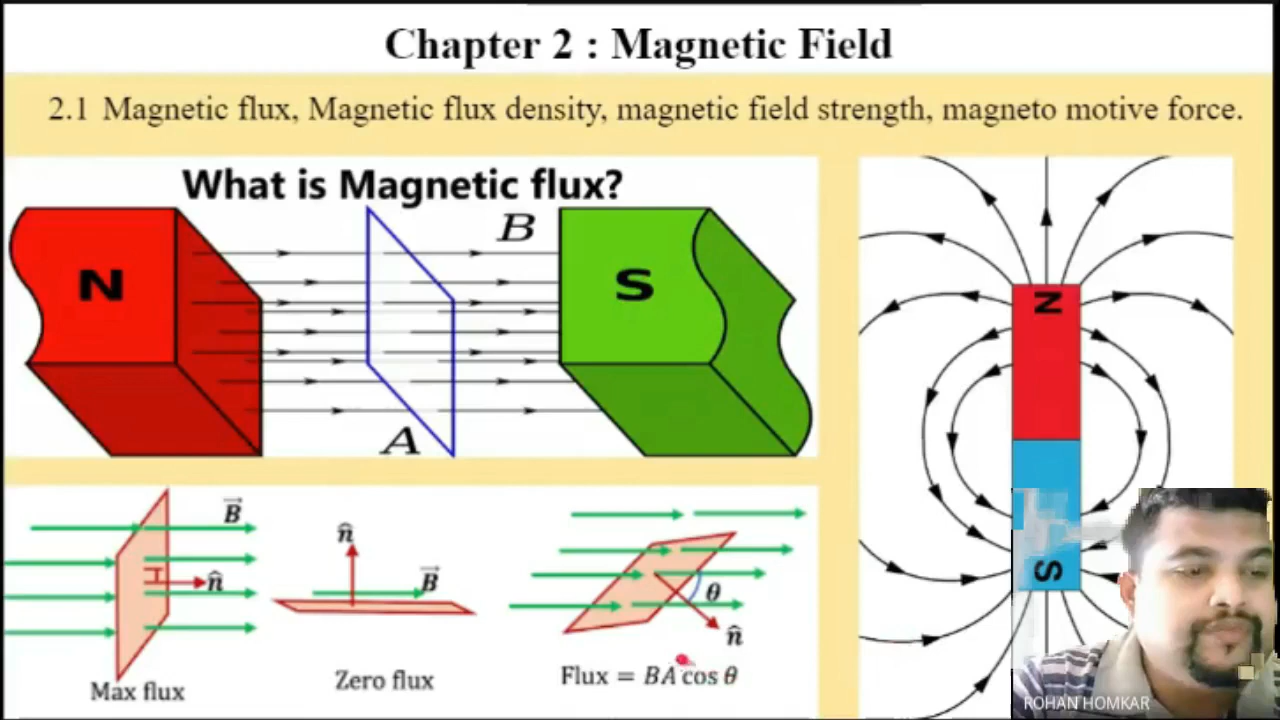 Chapter 2 : Magnetic Field
2.1 Magnetic flux, Magnetic flux density, magnetic field strength, magneto motive force.
What is Magnetic flux?
N
B
S
A
N
S
B
n̂
Max flux
n̂
B
Zero flux
θ
n̂
Flux = BA cos θ
ROHAN HOMKAR